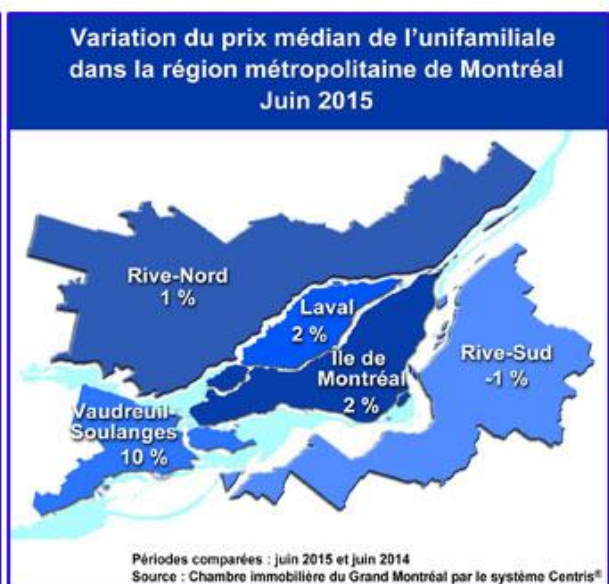 Variation du prix médian de l'unifamiliale
dans la région métropolitaine de Montréal
Juin 2015
Rive-Nord
1 %
Laval
2 %
Île de
Montréal
2 %
Rive-Sud
-1 %
Vaudreuil-
Soulanges
10 %
Périodes comparées : juin 2015 et juin 2014
Source : Chambre immobilière du Grand Montréal par le système Centris®